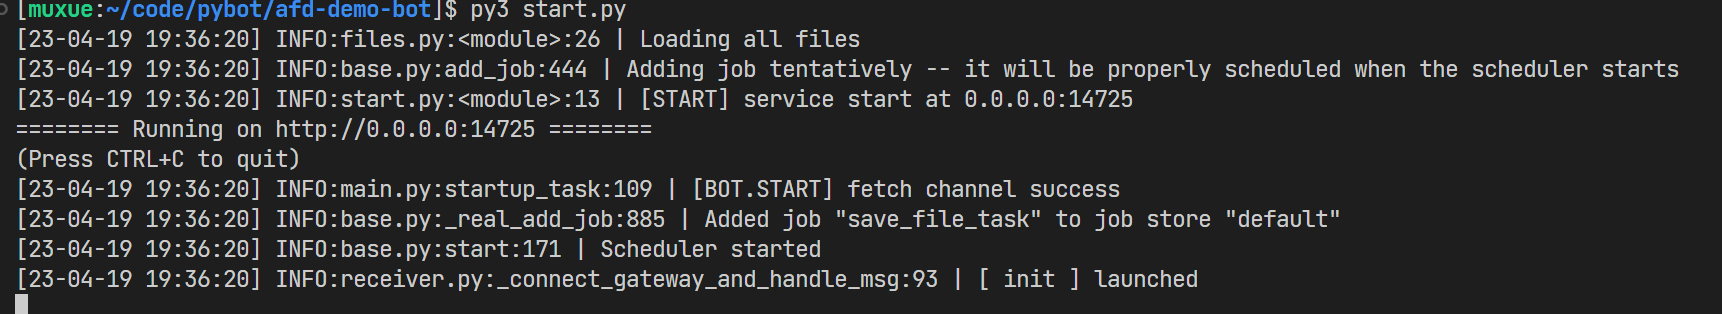 [muxue:~/code/pybot/afd-demo-bot]$ py3 start.py
[23-04-19 19:36:20] INFO:files.py:<module>:26 | Loading all files
[23-04-19 19:36:20] INFO:base.py:add_job:444 | Adding job tentatively -- it will be properly scheduled when the scheduler starts
[23-04-19 19:36:20] INFO:start.py:<module>:13 | [START] service start at 0.0.0.0:14725
======== Running on http://0.0.0.0:14725 ========
(Press CTRL+C to quit)
[23-04-19 19:36:20] INFO:main.py:startup_task:109 | [BOT.START] fetch channel success
[23-04-19 19:36:20] INFO:base.py:_real_add_job:885 | Added job "save_file_task" to job store "default"
[23-04-19 19:36:20] INFO:base.py:start:171 | Scheduler started
[23-04-19 19:36:20] INFO:receiver.py:_connect_gateway_and_handle_msg:93 | [ init ] launched